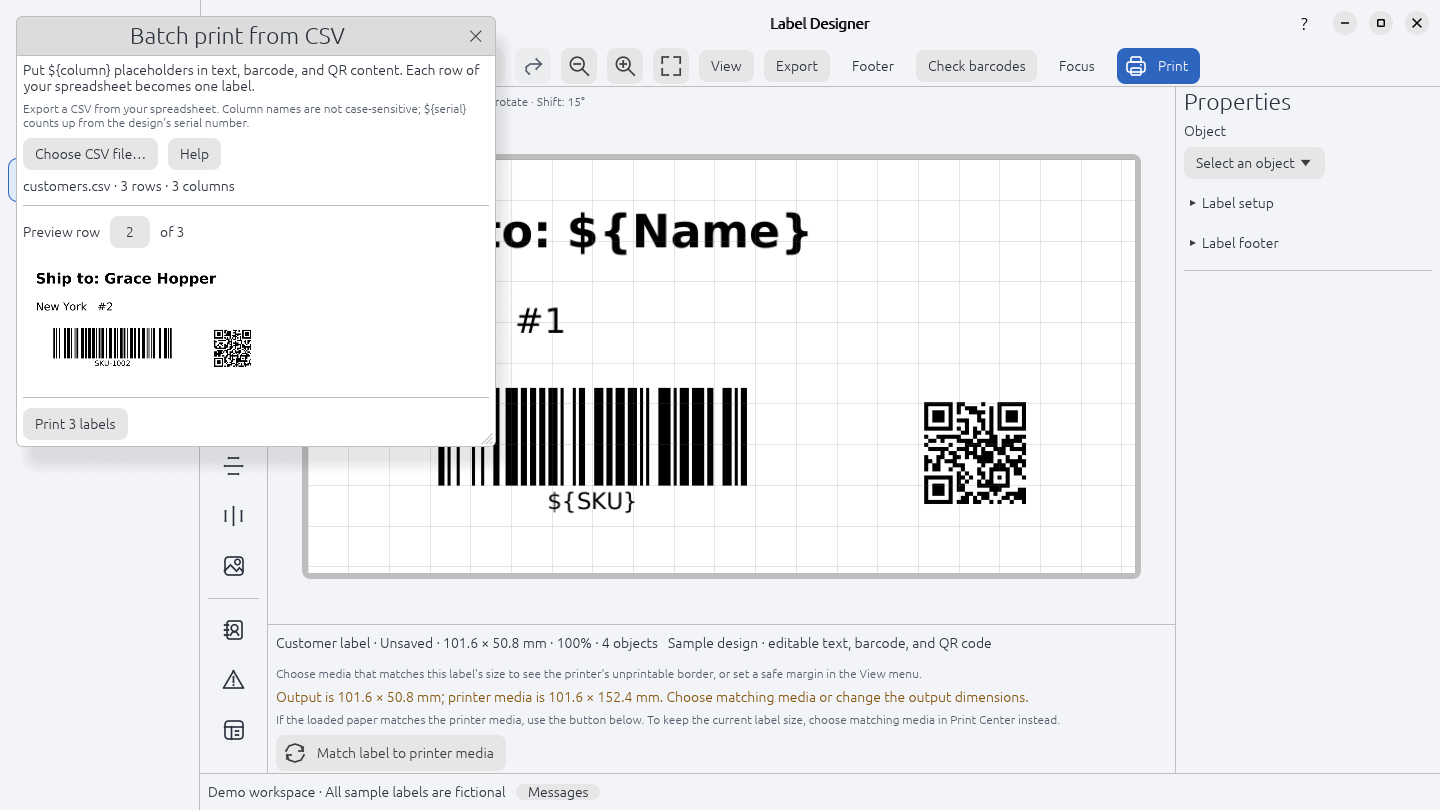 Label Designer
?
Batch print from CSV
Put ${column} placeholders in text, barcode, and QR content. Each row of
your spreadsheet becomes one label.
Export a CSV from your spreadsheet. Column names are not case-sensitive; ${serial}
counts up from the design's serial number.
Choose CSV file…
Help
customers.csv · 3 rows · 3 columns
Preview row
2
of 3
Ship to: Grace Hopper
New York #2
SKU-1002
Print 3 labels
View
Export
Footer
Check barcodes
Focus
Print
rotate · Shift: 15°
to: ${Name}
#1
${SKU}
Properties
Object
Select an object
Label setup
Label footer
Customer label · Unsaved · 101.6 × 50.8 mm · 100% · 4 objects Sample design · editable text, barcode, and QR code
Choose media that matches this label's size to see the printer's unprintable border, or set a safe margin in the View menu.
Output is 101.6 × 50.8 mm; printer media is 101.6 × 152.4 mm. Choose matching media or change the output dimensions.
If the loaded paper matches the printer media, use the button below. To keep the current label size, choose matching media in Print Center instead.
Match label to printer media
Demo workspace · All sample labels are fictional
Messages